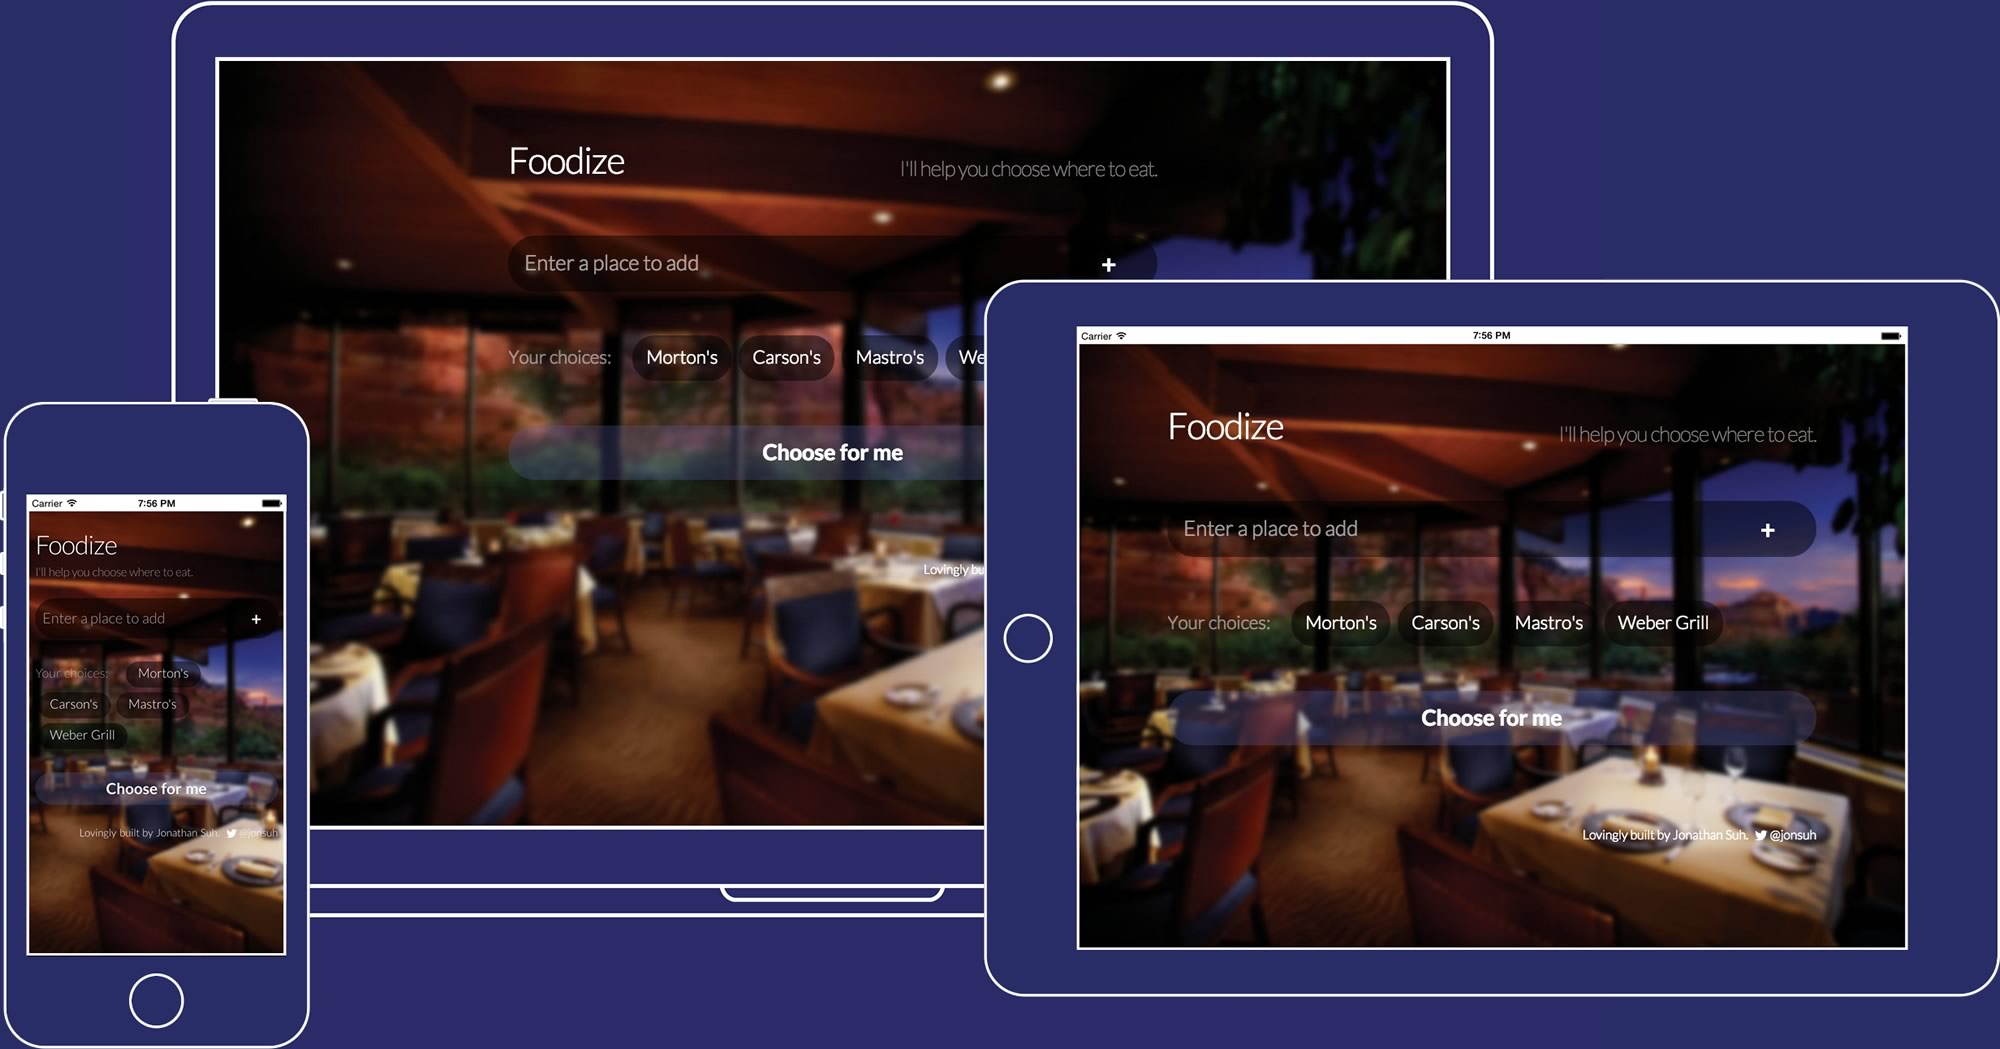 Foodize
I'll help you choose where to eat.
Enter a place to add +
Your choices: Morton's Carson's Mastro's We
Choose for me
Lovingly bu
Carrier 7:56 PM
Foodize
I'll help you choose where to eat.
Enter a place to add +
Your choices: Morton's
Carson's Mastro's
Weber Grill
Choose for me
Lovingly built by Jonathan Suh. @jonsuh
Carrier 7:56 PM
Foodize
I'll help you choose where to eat.
Enter a place to add +
Your choices: Morton's Carson's Mastro's Weber Grill
Choose for me
Lovingly built by Jonathan Suh. @jonsuh